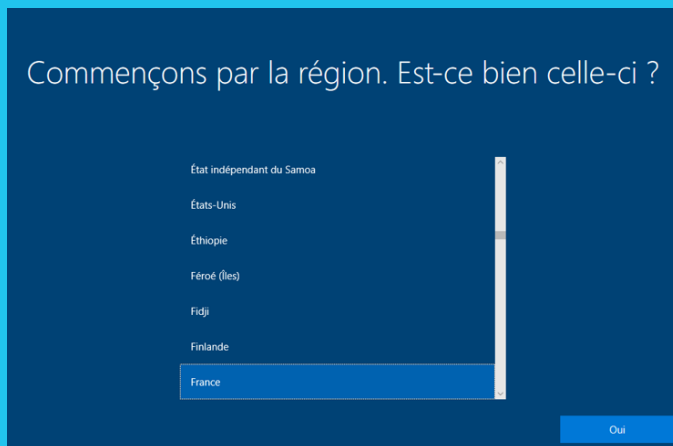 Commençons par la région. Est-ce bien celle-ci ?
État indépendant du Samoa
États-Unis
Éthiopie
Féroé (Îles)
Fidji
Finlande
France
Oui